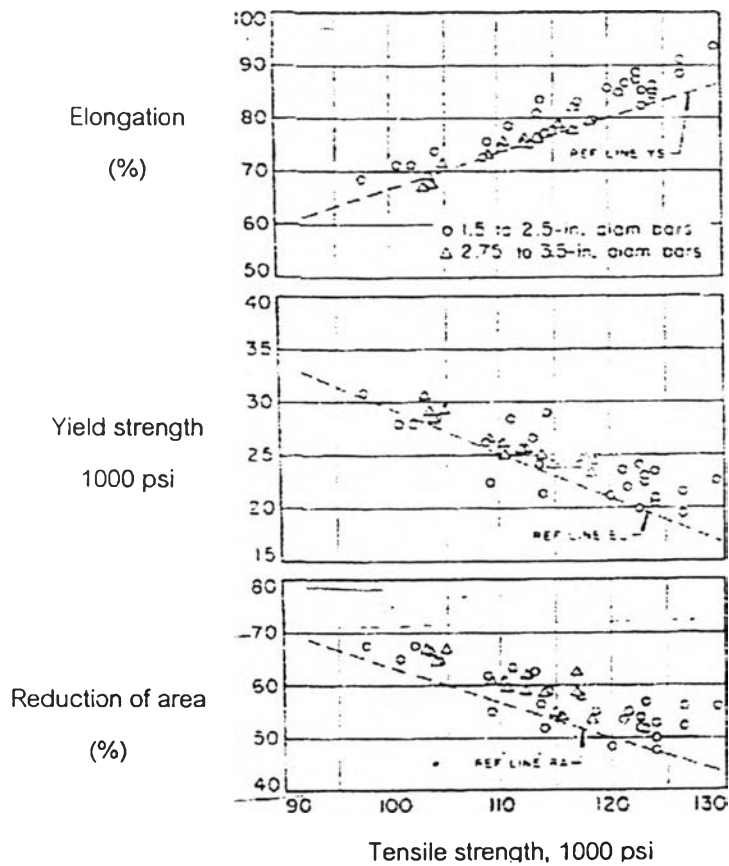 100
90
Elongation
80
(%)
70
REF LINE YS
60
○ 1.5 to 2.5-in. diam bars
△ 2.75 to 3.5-in. diam bars
50
40
35
Yield strength
30
1000 psi
25
20
REF LINE EL
15
80
70
Reduction of area
60
(%)
50
REF LINE RA
40
90 100 110 120 130
Tensile strength, 1000 psi